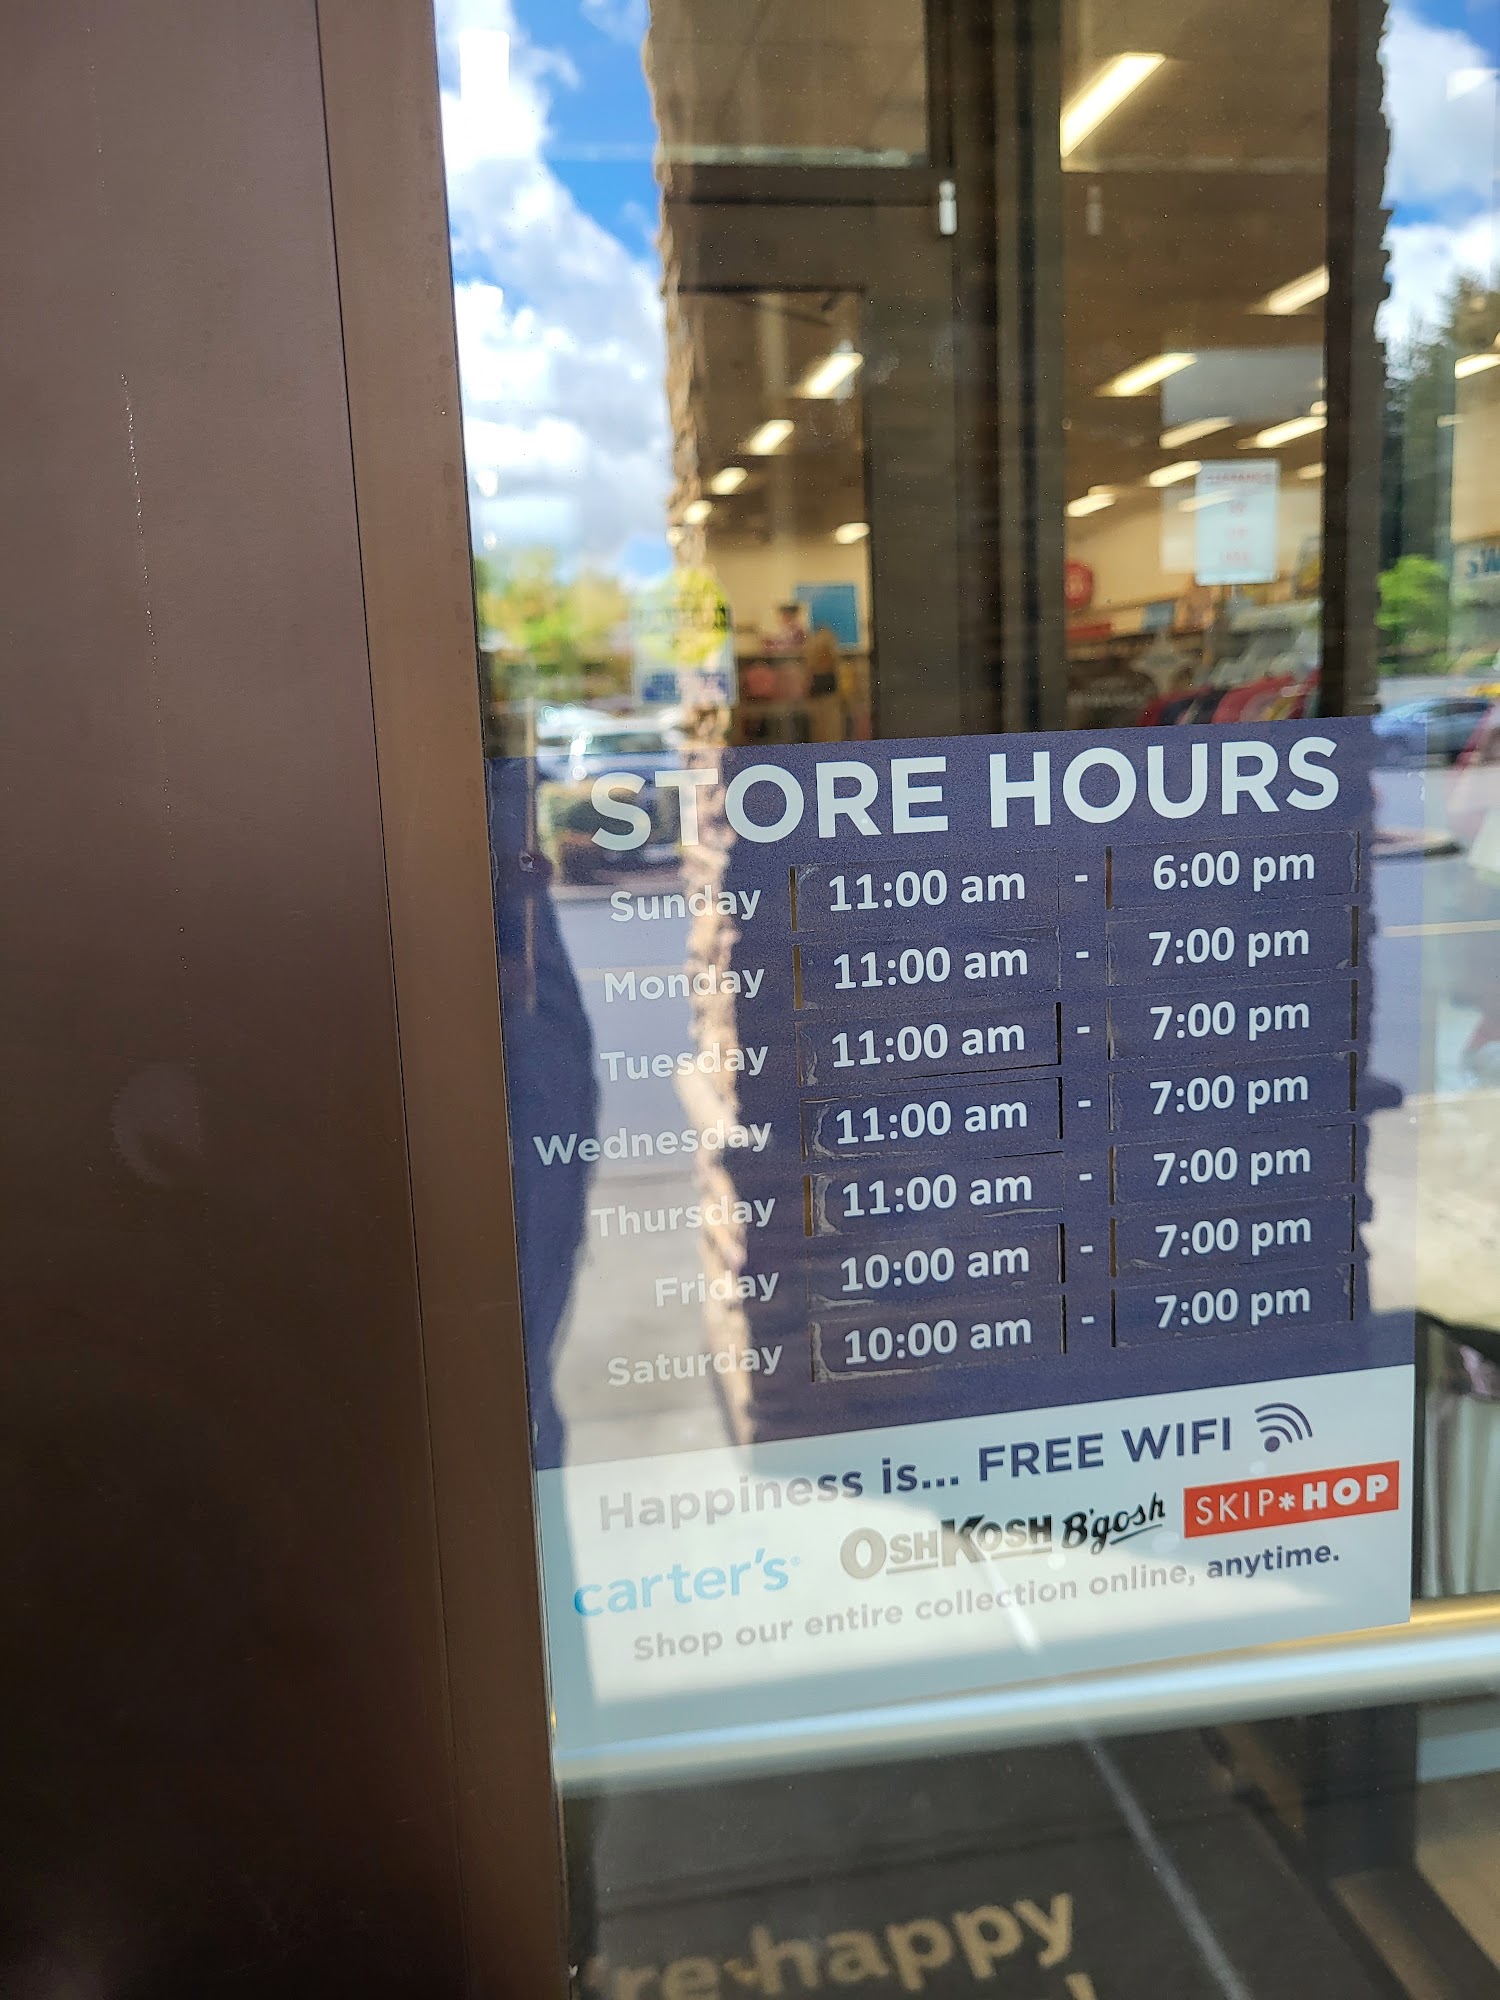 STORE HOURS
Sunday 11:00 am - 6:00 pm
Monday 11:00 am - 7:00 pm
Tuesday 11:00 am - 7:00 pm
Wednesday 11:00 am - 7:00 pm
Thursday 11:00 am - 7:00 pm
Friday 10:00 am - 7:00 pm
Saturday 10:00 am - 7:00 pm
Happiness is... FREE WIFI
carter's® OSHKOSH B'gosh SKIP*HOP
Shop our entire collection online, anytime.
happy